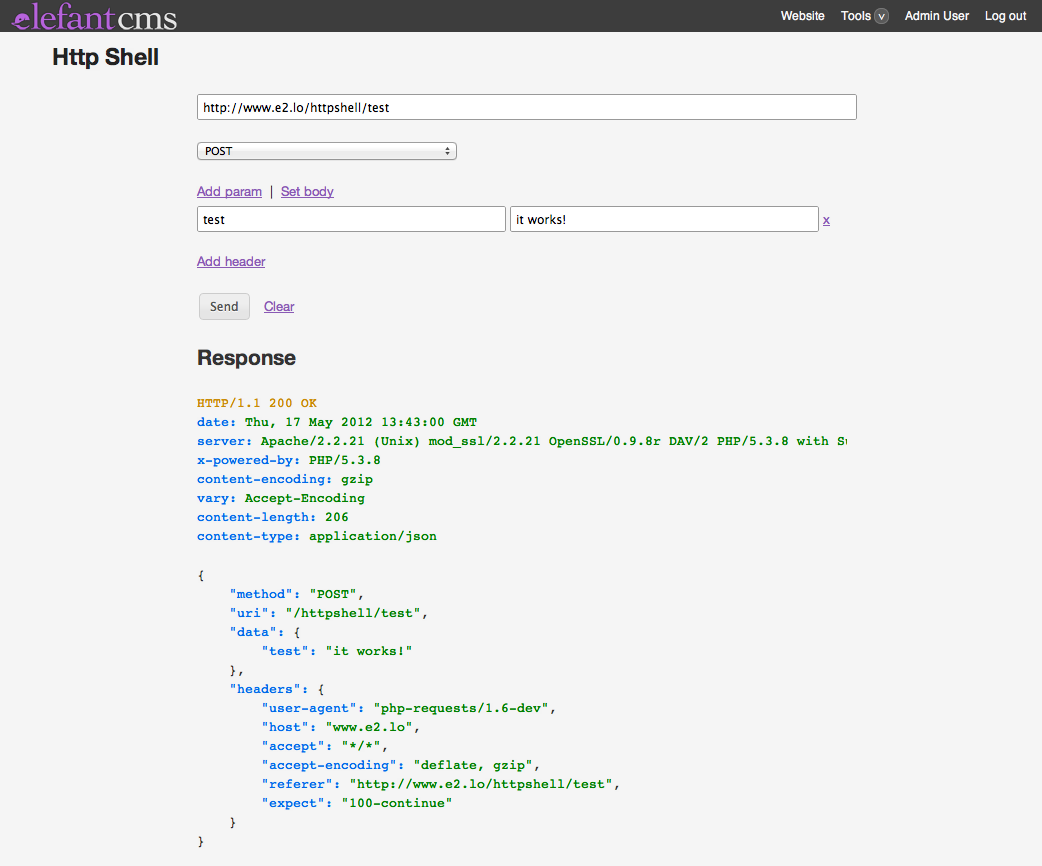 elefantcms
Website Tools v Admin User Log out
Http Shell
http://www.e2.lo/httpshell/test
POST
Add param | Set body
test it works! x
Add header
Send Clear
Response
HTTP/1.1 200 OK
date: Thu, 17 May 2012 13:43:00 GMT
server: Apache/2.2.21 (Unix) mod_ssl/2.2.21 OpenSSL/0.9.8r DAV/2 PHP/5.3.8 with
x-powered-by: PHP/5.3.8
content-encoding: gzip
vary: Accept-Encoding
content-length: 206
content-type: application/json
{
    "method": "POST",
    "uri": "/httpshell/test",
    "data": {
        "test": "it works!"
    },
    "headers": {
        "user-agent": "php-requests/1.6-dev",
        "host": "www.e2.lo",
        "accept": "*/*",
        "accept-encoding": "deflate, gzip",
        "referer": "http://www.e2.lo/httpshell/test",
        "expect": "100-continue"
    }
}